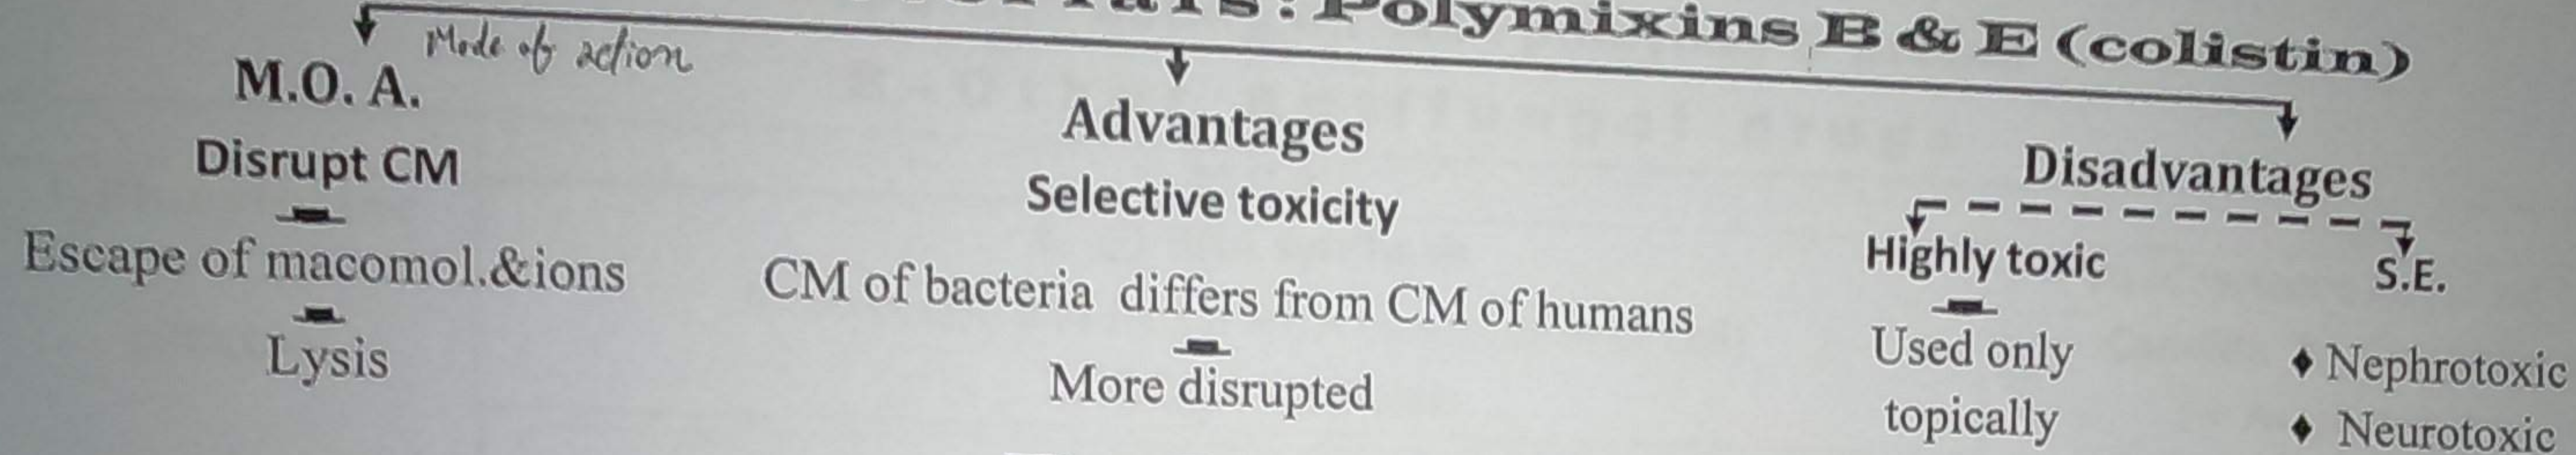 Polymixins B & E (colistin)
Mode of action
M.O. A.
Disrupt CM
Escape of macomol.&ions
Lysis
Advantages
Selective toxicity
CM of bacteria differs from CM of humans
More disrupted
Disadvantages
Highly toxic
Used only
topically
S.E.
♦ Nephrotoxic
♦ Neurotoxic